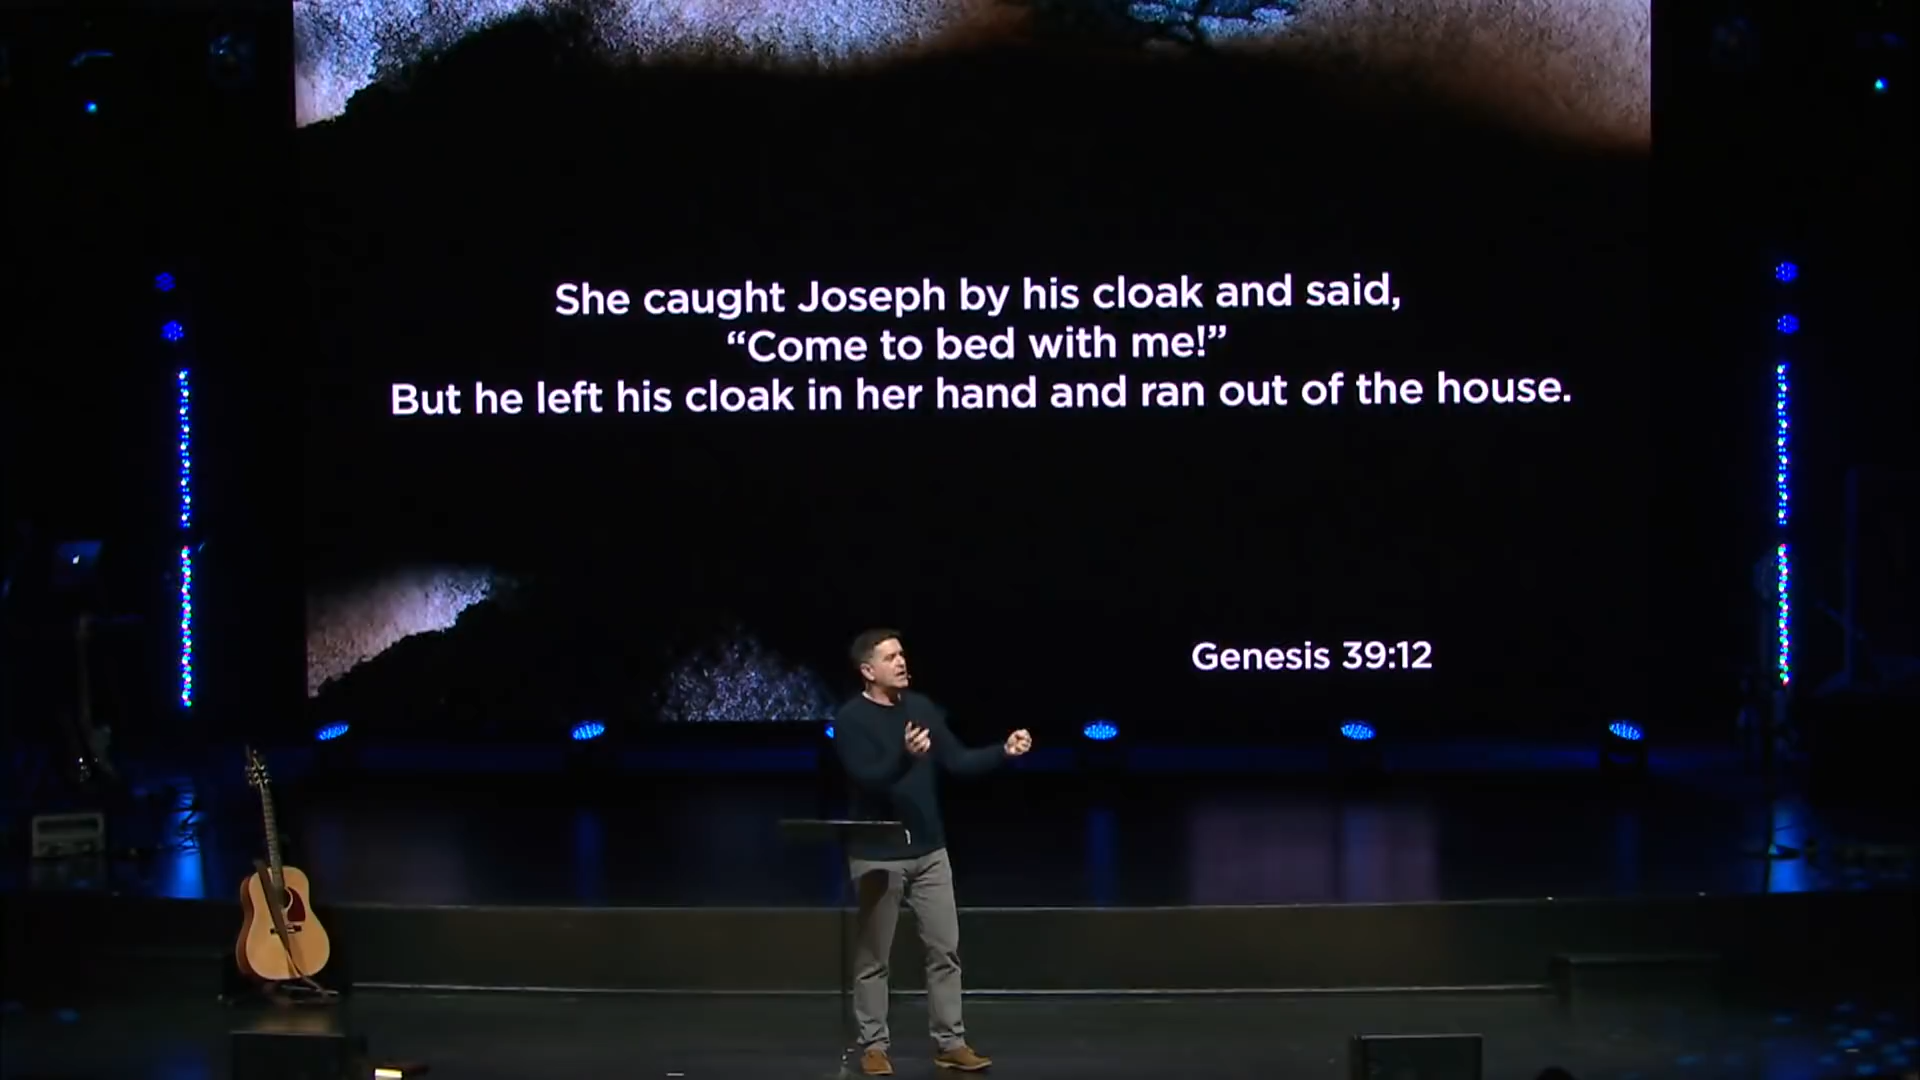 She caught Joseph by his cloak and said,
“Come to bed with me!”
But he left his cloak in her hand and ran out of the house.
Genesis 39:12